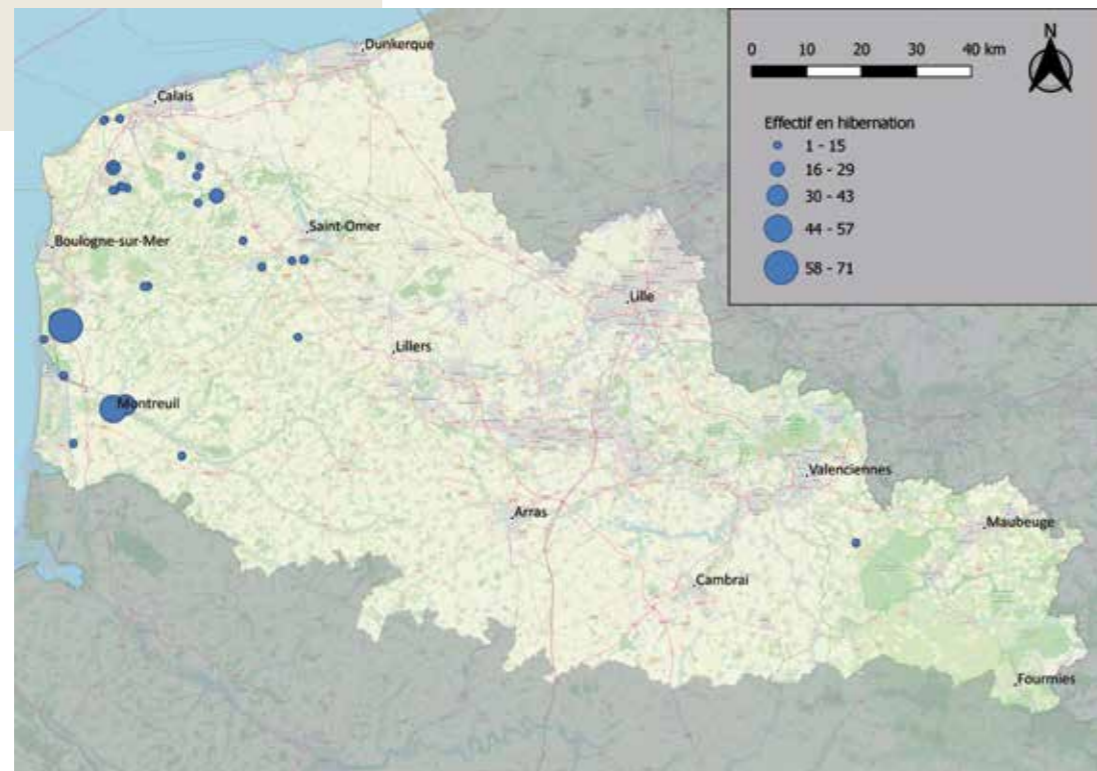 N
0 10 20 30 40 km
Effectif en hibernation
1 - 15
16 - 29
30 - 43
44 - 57
58 - 71
Dunkerque
Calais
Saint-Omer
Boulogne-sur-Mer
Lille
Lillers
Montreuil
Valenciennes
Arras
Maubeuge
Cambrai
Fourmies